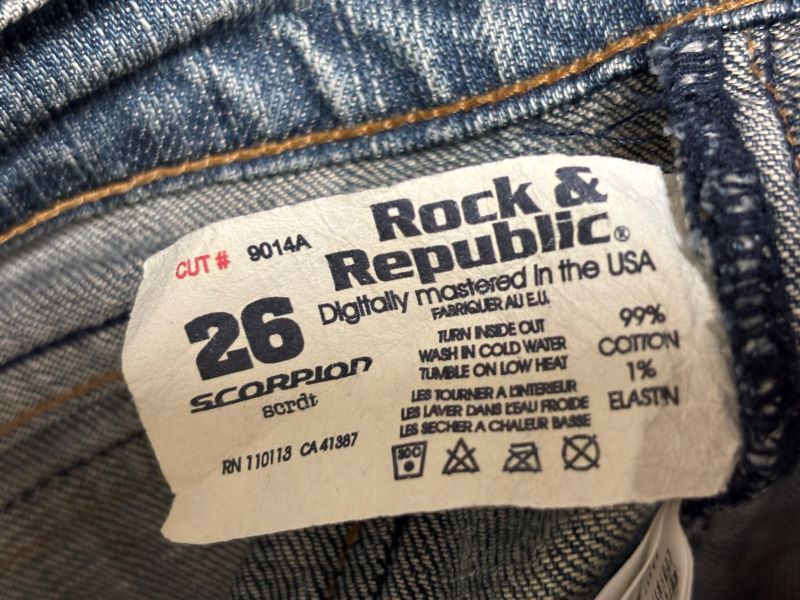 Rock &
Republic®
Digitally mastered in the USA
FABRIQUER AU E.U.
CUT # 9014A
26
SCORPION
scrdt
RN 110113 CA 41387
TURN INSIDE OUT
WASH IN COLD WATER
TUMBLE ON LOW HEAT
LES TOURNER A L'INTERIEUR
LES LAVER DANS L'EAU FROIDE
LES SECHER A CHALEUR BASSE
99%
COTTON
1%
ELASTIN